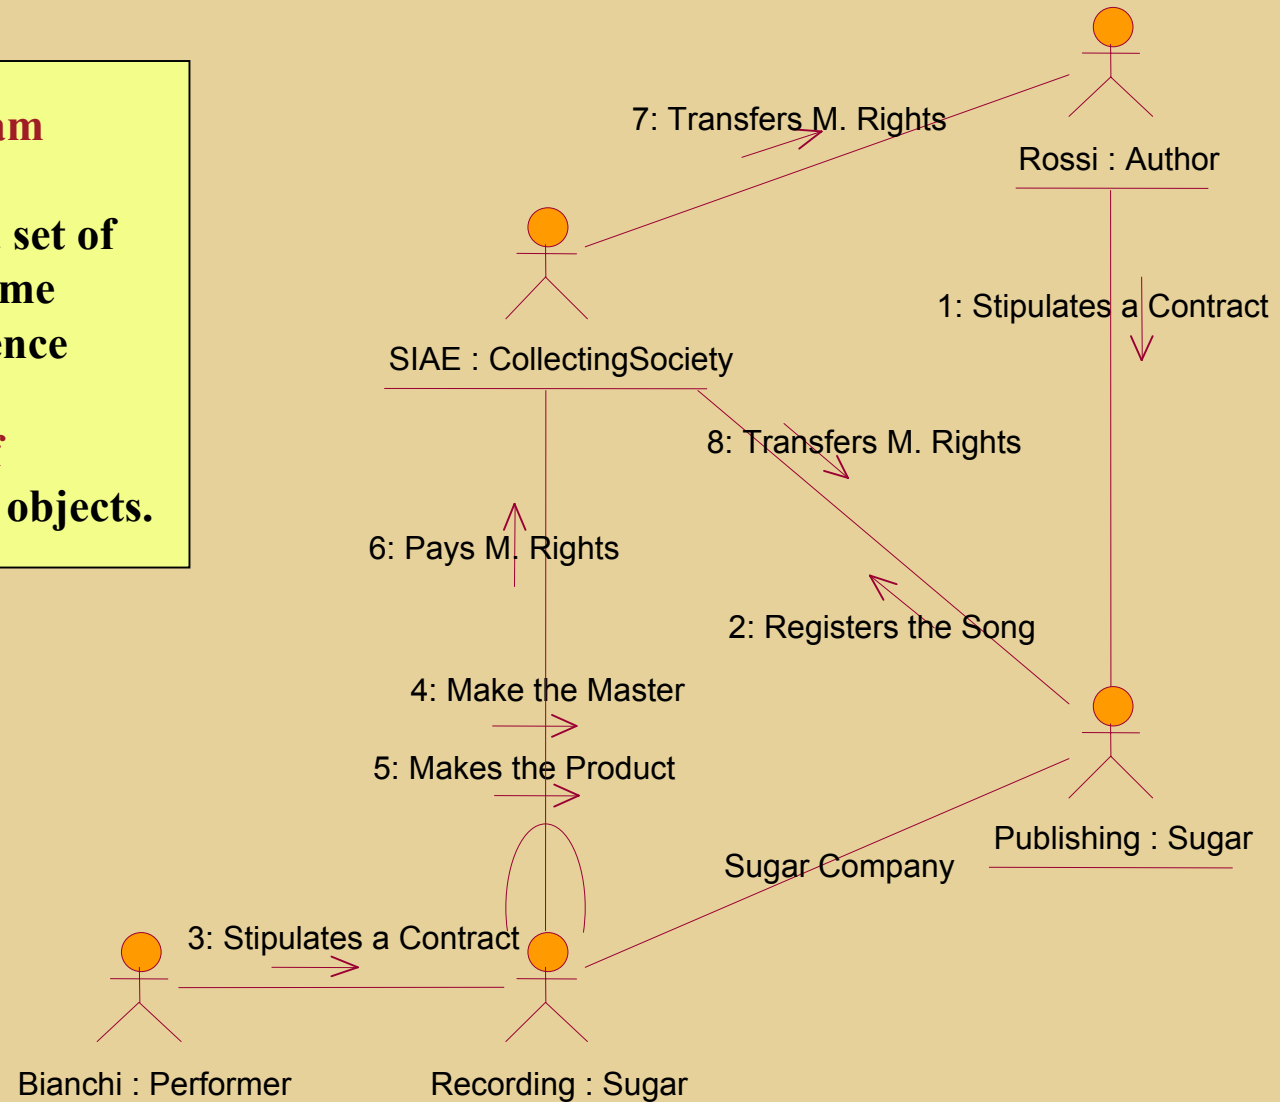 am
set of
me
ence
objects.
7: Transfers M. Rights
Rossi : Author
1: Stipulates a Contract
SIAE : CollectingSociety
8: Transfers M. Rights
6: Pays M. Rights
2: Registers the Song
4: Make the Master
5: Makes the Product
Publishing : Sugar
Sugar Company
3: Stipulates a Contract
Bianchi : Performer
Recording : Sugar